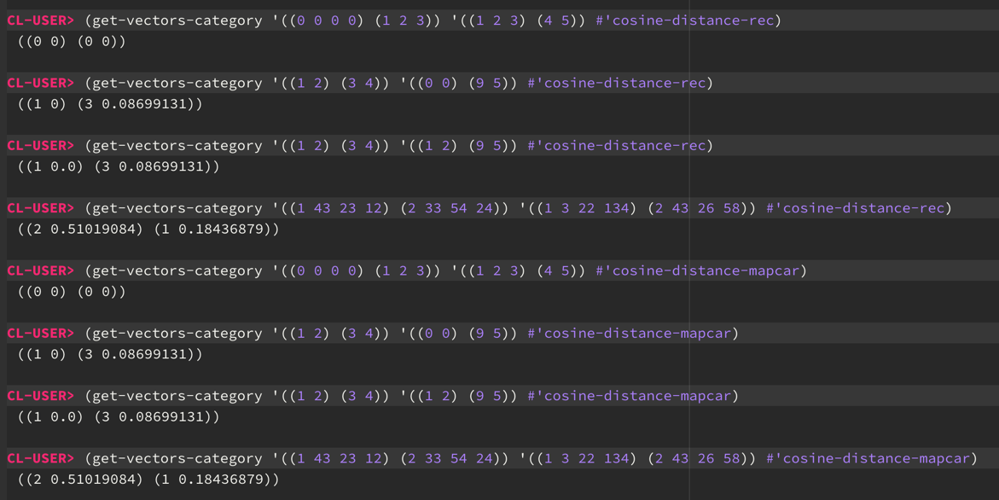 CL-USER> (get-vectors-category '((0 0 0 0) (1 2 3)) '((1 2 3) (4 5)) #'cosine-distance-rec)
((0 0) (0 0))
CL-USER> (get-vectors-category '((1 2) (3 4)) '((0 0) (9 5)) #'cosine-distance-rec)
((1 0) (3 0.08699131))
CL-USER> (get-vectors-category '((1 2) (3 4)) '((1 2) (9 5)) #'cosine-distance-rec)
((1 0.0) (3 0.08699131))
CL-USER> (get-vectors-category '((1 43 23 12) (2 33 54 24)) '((1 3 22 134) (2 43 26 58)) #'cosine-distance-rec)
((2 0.51019084) (1 0.18436879))
CL-USER> (get-vectors-category '((0 0 0 0) (1 2 3)) '((1 2 3) (4 5)) #'cosine-distance-mapcar)
((0 0) (0 0))
CL-USER> (get-vectors-category '((1 2) (3 4)) '((0 0) (9 5)) #'cosine-distance-mapcar)
((1 0) (3 0.08699131))
CL-USER> (get-vectors-category '((1 2) (3 4)) '((1 2) (9 5)) #'cosine-distance-mapcar)
((1 0.0) (3 0.08699131))
CL-USER> (get-vectors-category '((1 43 23 12) (2 33 54 24)) '((1 3 22 134) (2 43 26 58)) #'cosine-distance-mapcar)
((2 0.51019084) (1 0.18436879))